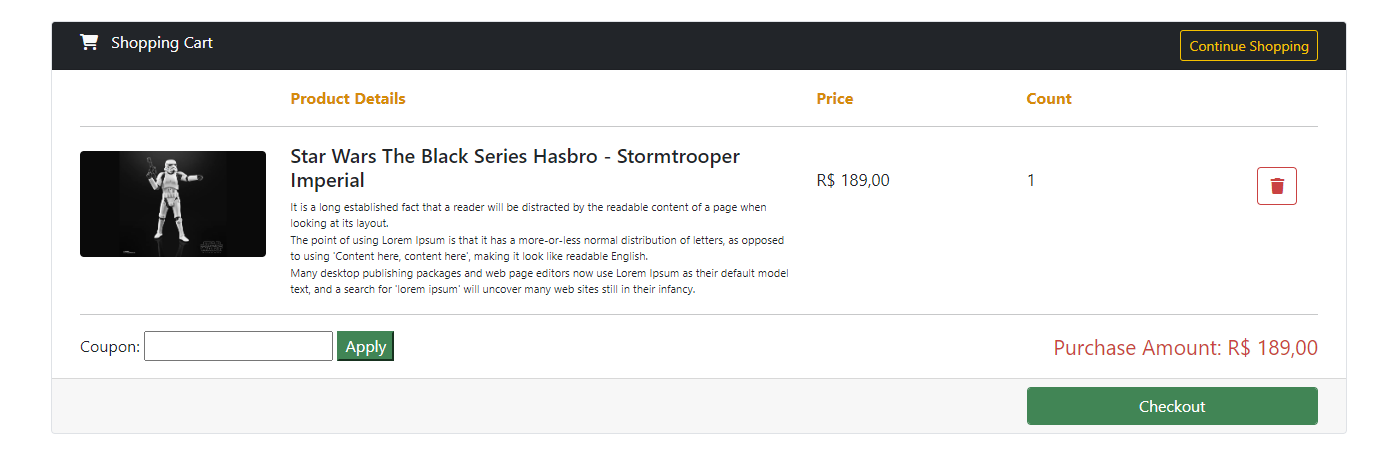 Shopping Cart
Continue Shopping
Product Details
Price
Count
Star Wars The Black Series Hasbro - Stormtrooper
Imperial
R$ 189,00
1
It is a long established fact that a reader will be distracted by the readable content of a page when
looking at its layout.
The point of using Lorem Ipsum is that it has a more-or-less normal distribution of letters, as opposed
to using 'Content here, content here', making it look like readable English.
Many desktop publishing packages and web page editors now use Lorem Ipsum as their default model
text, and a search for 'lorem ipsum' will uncover many web sites still in their infancy.
Coupon:
Apply
Purchase Amount: R$ 189,00
Checkout